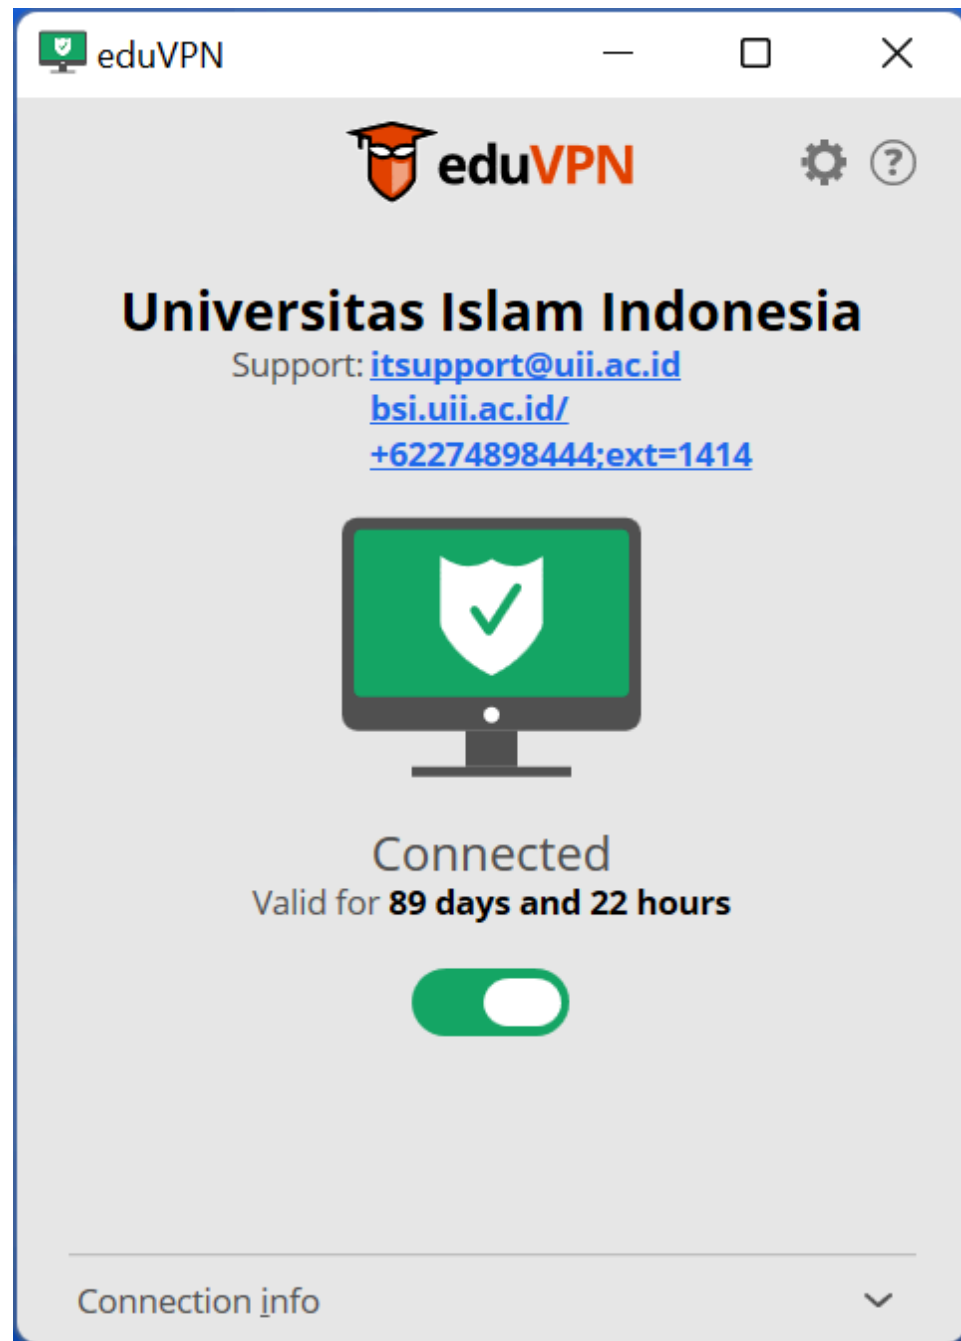 eduVPN
eduVPN
Universitas Islam Indonesia
Support: itsupport@uii.ac.id
bsi.uii.ac.id/
+62274898444;ext=1414
Connected
Valid for 89 days and 22 hours
Connection info